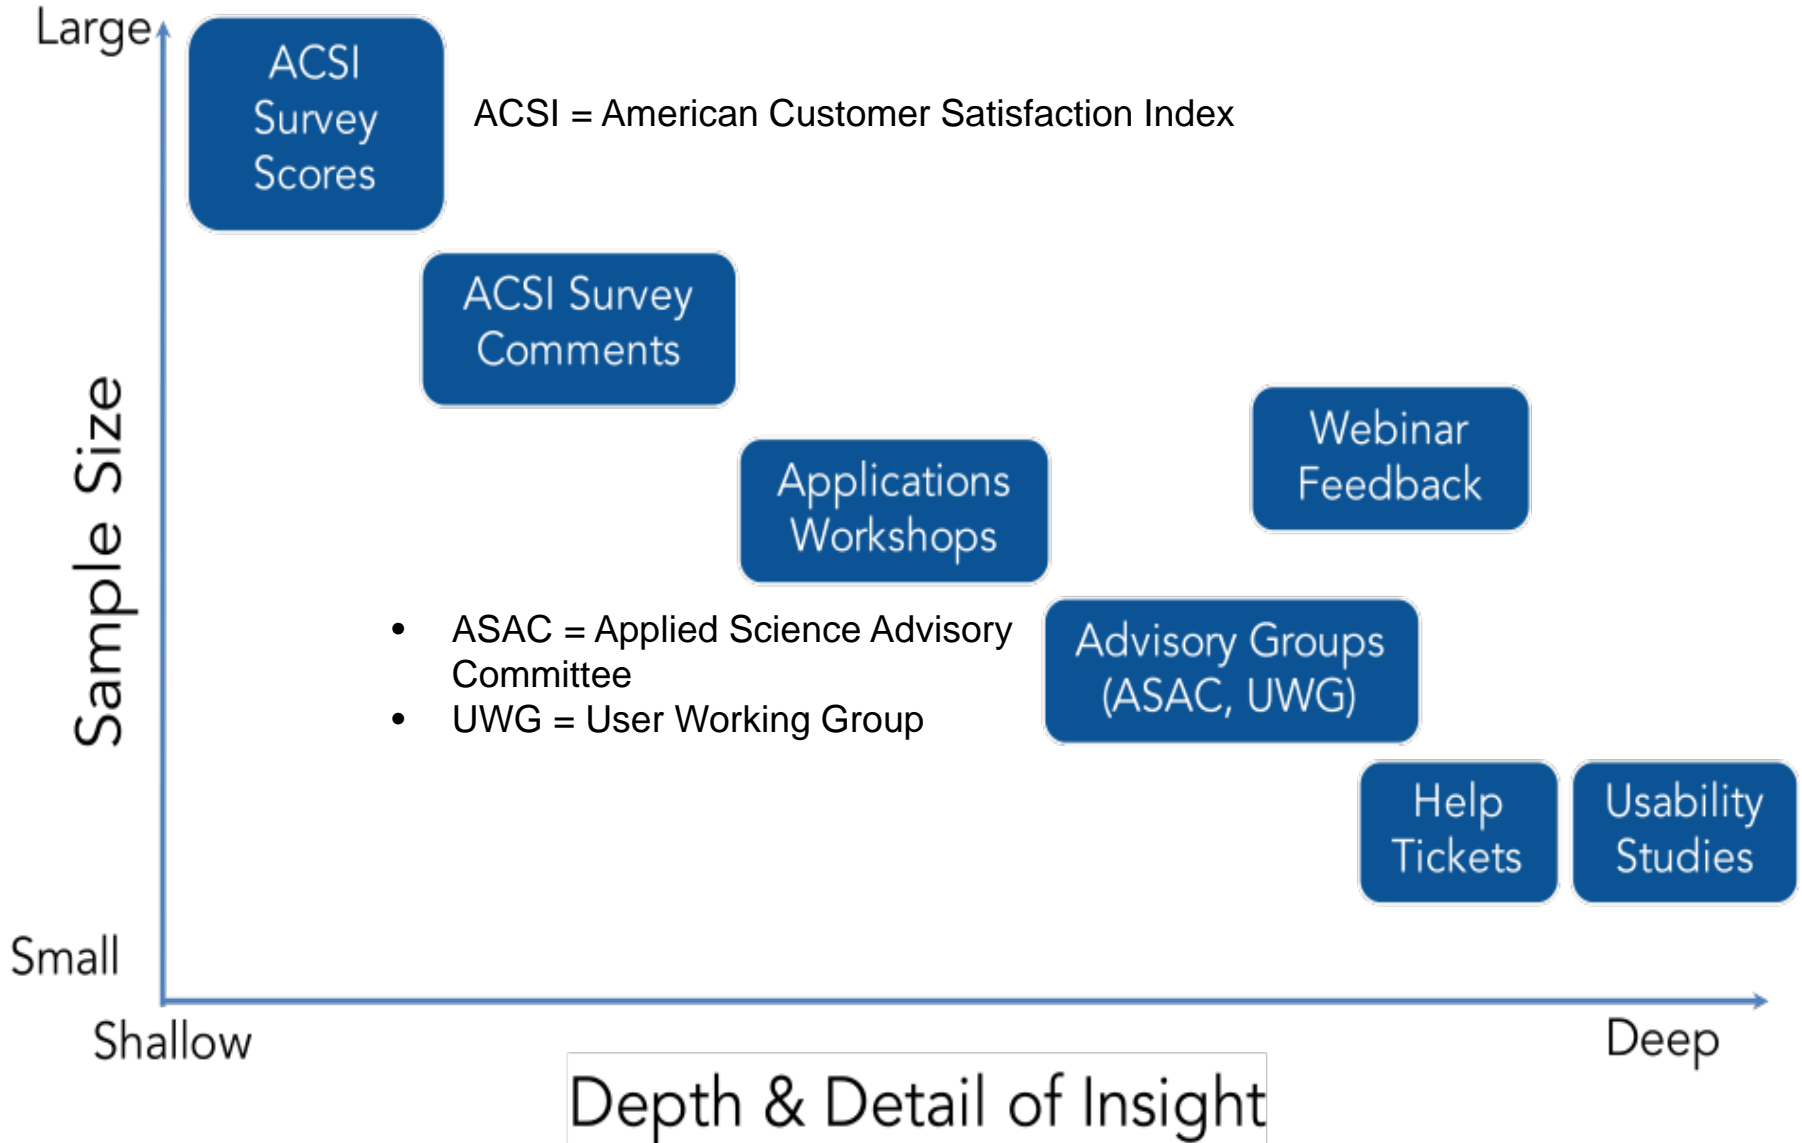 Large
ACSI
Survey
Scores
ACSI = American Customer Satisfaction Index
ACSI Survey
Comments
Applications
Workshops
Webinar
Feedback
Sample Size
• ASAC = Applied Science Advisory
Committee
• UWG = User Working Group
Advisory Groups
(ASAC, UWG)
Help
Tickets
Usability
Studies
Small
Shallow
Deep
Depth & Detail of Insight